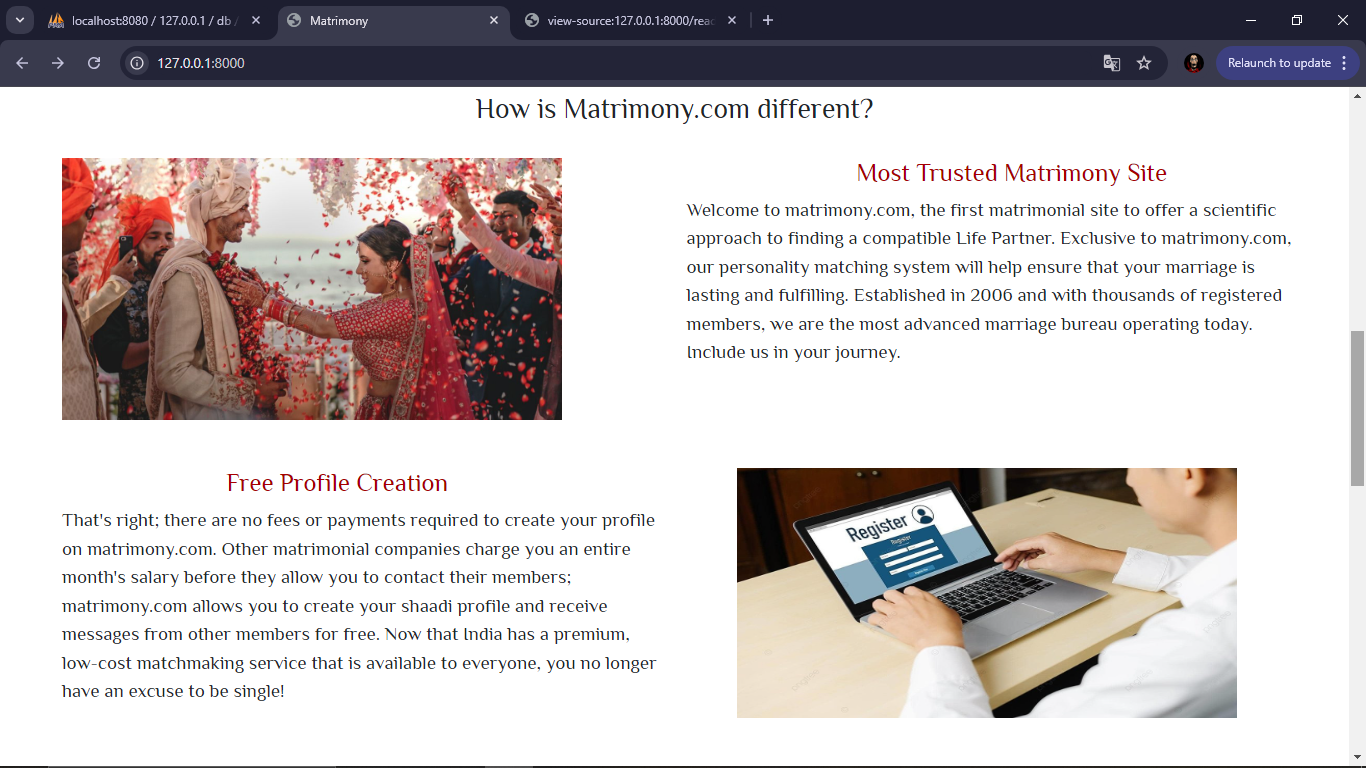 localhost:8080 / 127.0.0.1 / db /
Matrimony
view-source:127.0.0.1:8000/read
127.0.0.1:8000
Relaunch to update
How is Matrimony.com different?
Most Trusted Matrimony Site
Welcome to matrimony.com, the first matrimonial site to offer a scientific
approach to finding a compatible Life Partner. Exclusive to matrimony.com,
our personality matching system will help ensure that your marriage is
lasting and fulfilling. Established in 2006 and with thousands of registered
members, we are the most advanced marriage bureau operating today.
Include us in your journey.
Free Profile Creation
That's right; there are no fees or payments required to create your profile
on matrimony.com. Other matrimonial companies charge you an entire
month's salary before they allow you to contact their members;
matrimony.com allows you to create your shaadi profile and receive
messages from other members for free. Now that India has a premium,
low-cost matchmaking service that is available to everyone, you no longer
have an excuse to be single!
Register
Register